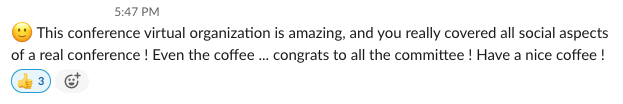 5:47 PM
🙂 This conference virtual organization is amazing, and you really covered all social aspects
of a real conference ! Even the coffee ... congrats to all the committee ! Have a nice coffee !
👍 3